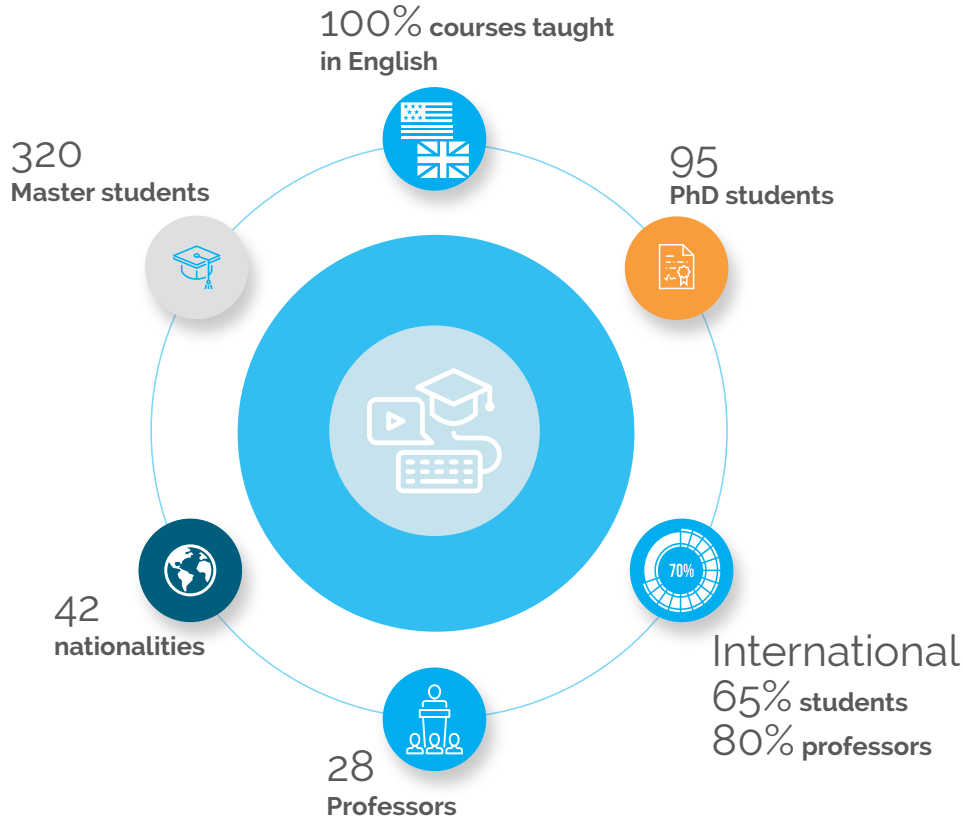 100% courses taught
in English
320
Master students
95
PhD students
70%
42
nationalities
International
65% students
80% professors
28
Professors